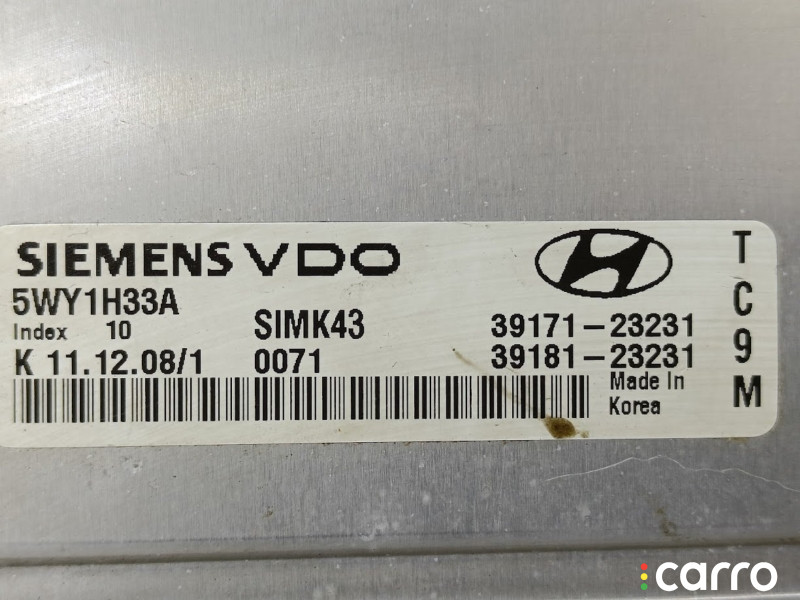 SIEMENS VDO
5WY1H33A
Index 10
SIMK43
39171-23231
K 11.12.08/1
0071
39181-23231
Made In
Korea
TC9M
carro